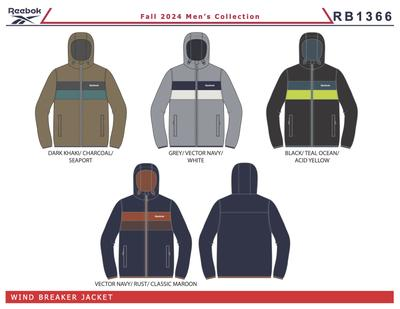 Reebok
Fall 2024 Men's Collection
RB1366
DARK KHAKI/ CHARCOAL/
SEAPORT
GREY/ VECTOR NAVY/
WHITE
BLACK/ TEAL OCEAN/
ACID YELLOW
VECTOR NAVY/ RUST/ CLASSIC MAROON
WIND BREAKER JACKET